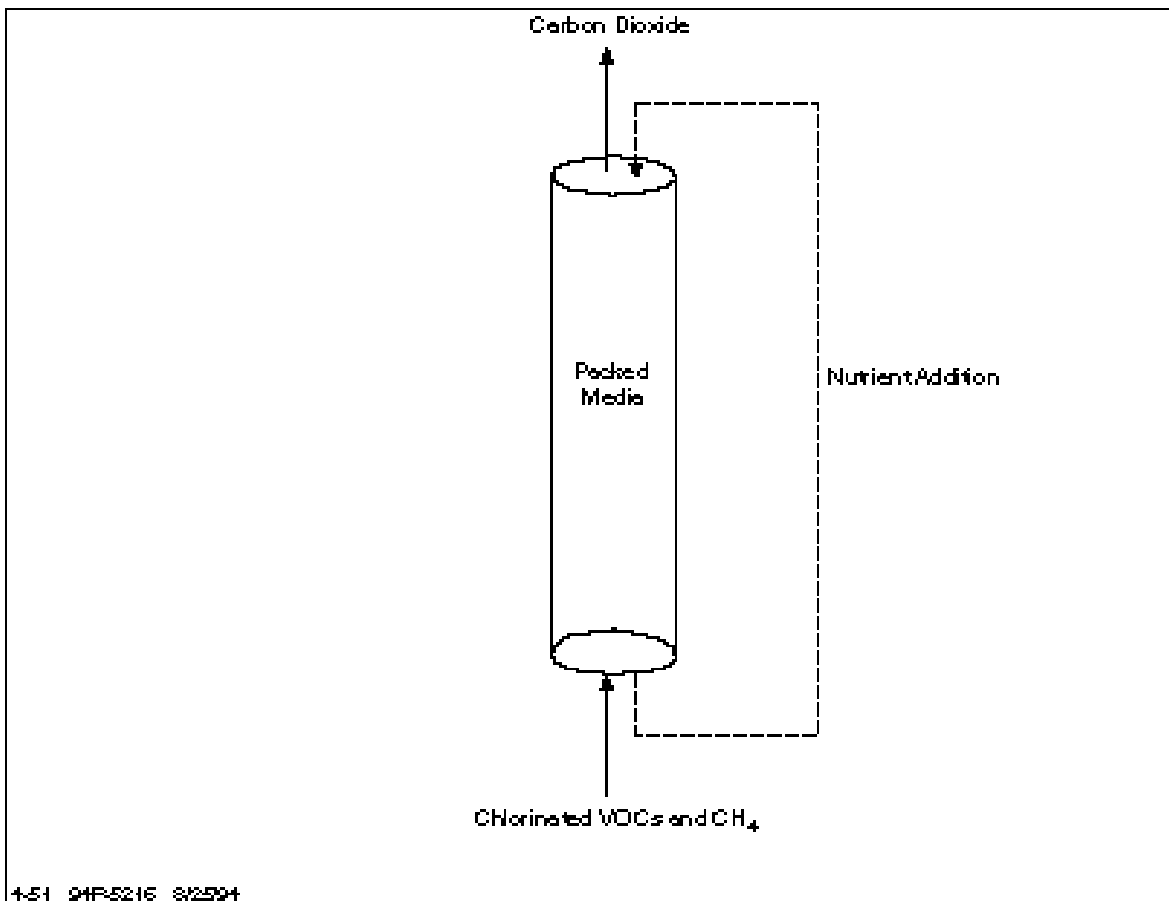 Carbon Dioxide
Packed
Media
Nutrient Addition
Chlorinated VOCs and CH₄
4-51 94P-5216 8/25/94